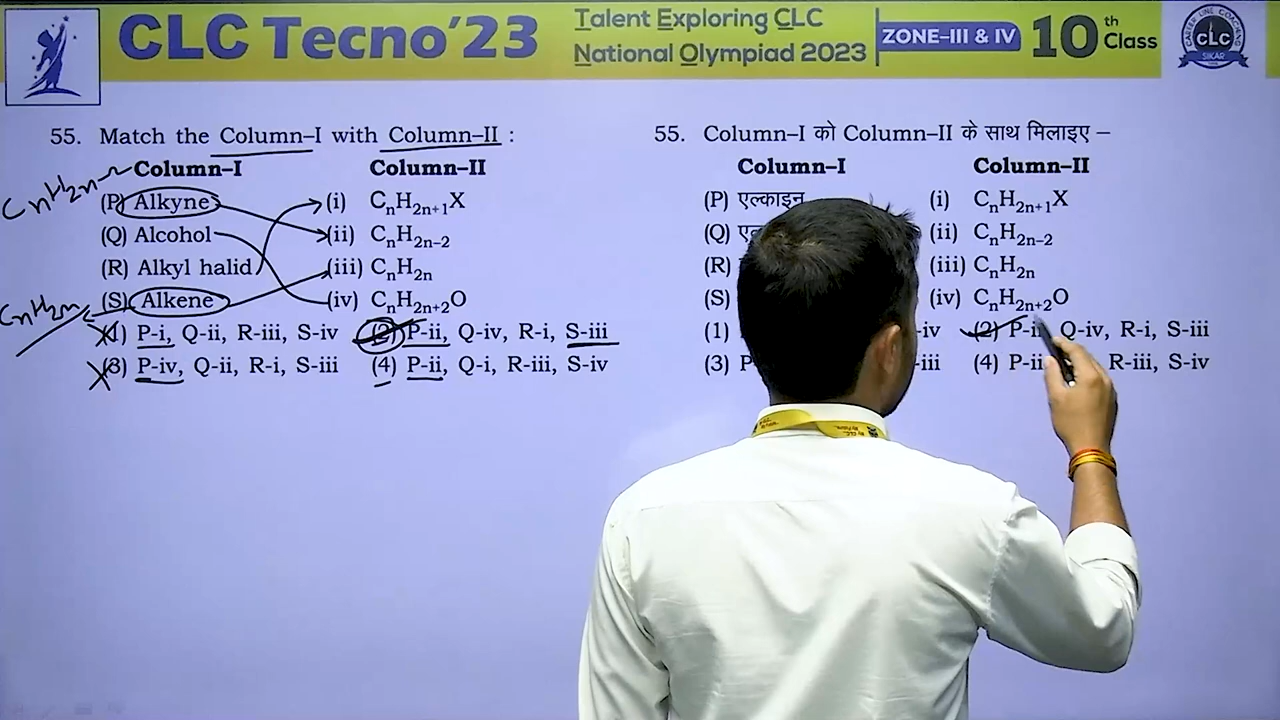 CLC Tecno'23
Talent Exploring CLC
National Olympiad 2023
ZONE–III & IV
10th Class
CAREER LINE COACHING
CLC
SIKAR
55. Match the Column–I with Column–II :
Column–I Column–II
(P) Alkyne (i) CnH2n+1X
(Q) Alcohol (ii) CnH2n–2
(R) Alkyl halid (iii) CnH2n
(S) Alkene (iv) CnH2n+2O
(1) P-i, Q-ii, R-iii, S-iv (2) P-ii, Q-iv, R-i, S-iii
(3) P-iv, Q-ii, R-i, S-iii (4) P-ii, Q-i, R-iii, S-iv
CnH2n
CnH2n
55. Column–I को Column–II के साथ मिलाइए –
Column–I Column–II
(P) एल्काइन (i) CnH2n+1X
(Q) (ii) CnH2n–2
(R) (iii) CnH2n
(S) (iv) CnH2n+2O
(1) -iv (2) P-ii, Q-iv, R-i, S-iii
(3) P -iii (4) P-ii R-iii, S-iv